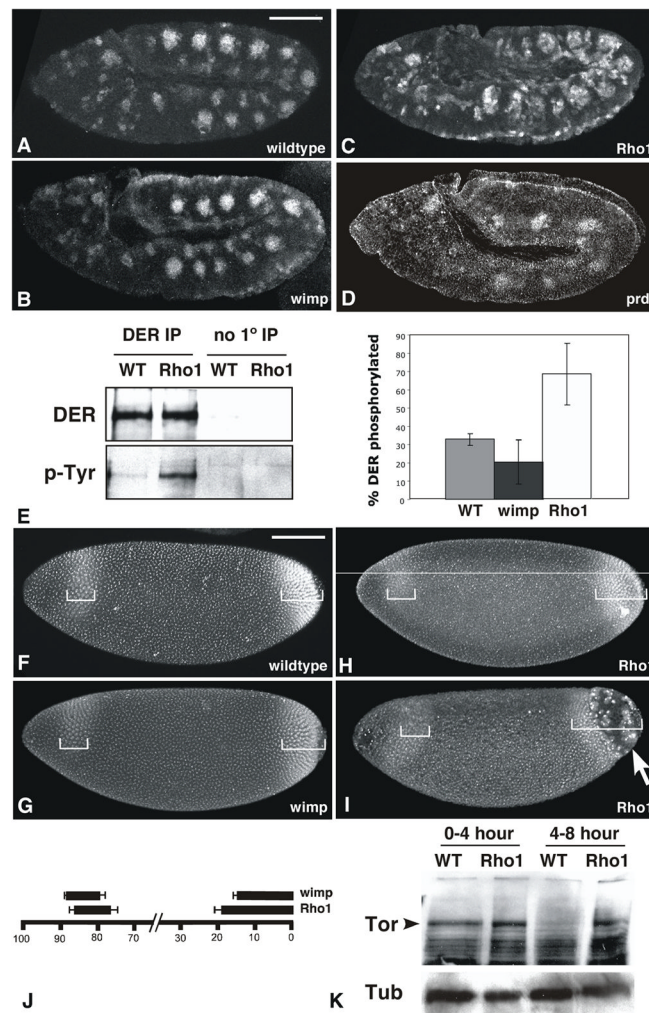 A
wildtype
C
Rho1
B
wimp
D
prd
DER IP
no 1° IP
WT Rho1 WT Rho1
DER
p-Tyr
E
% DER phosphorylated
90
80
70
60
50
40
30
20
10
0
WT wimp Rho1
F
wildtype
H
Rho1
G
wimp
I
Rho1
wimp
Rho1
100 90 80 70 30 20 10 0
J
0-4 hour 4-8 hour
WT Rho1 WT Rho1
Tor
Tub
K